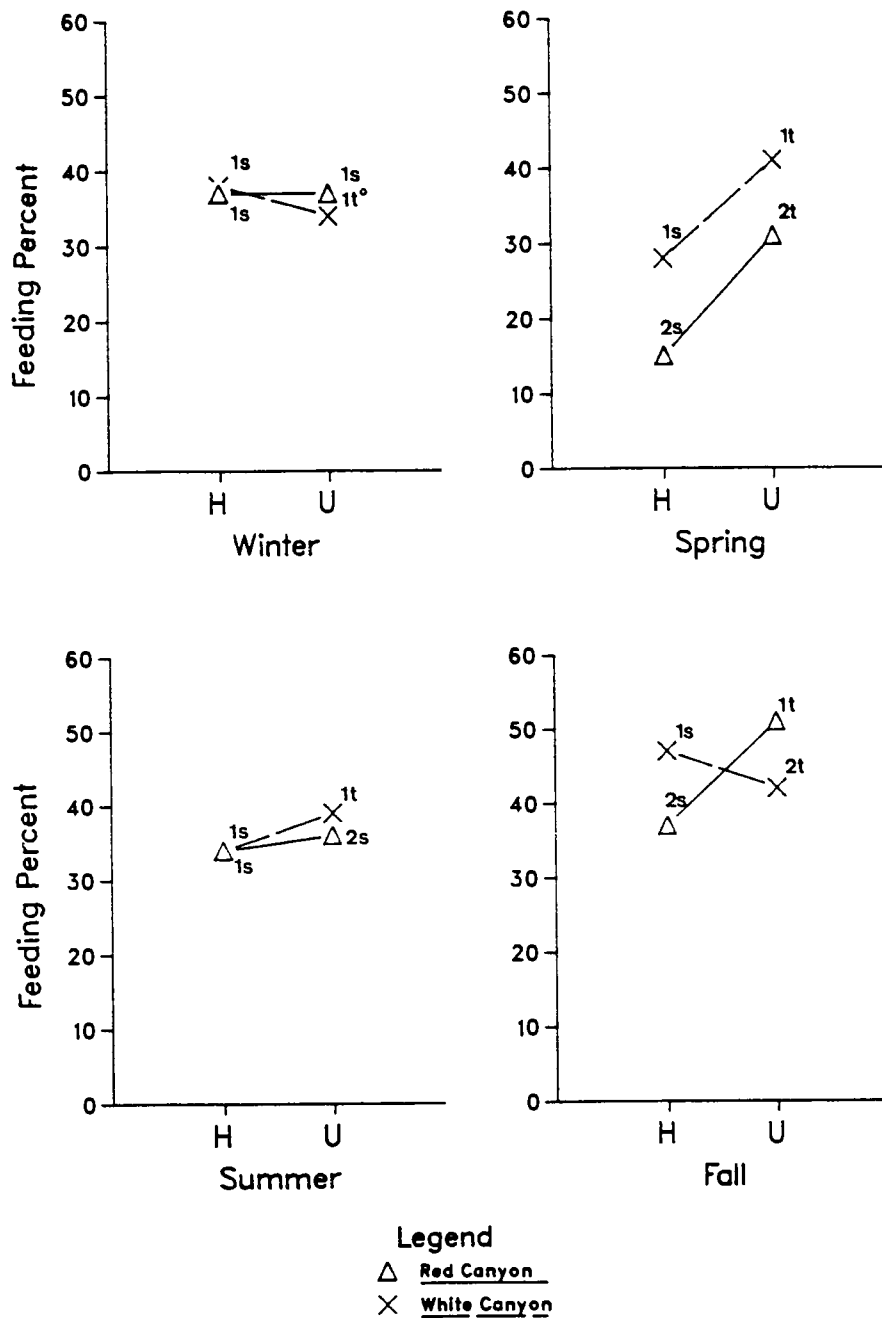 60
50
40
30
20
10
0
Feeding Percent
1s
1s
1s
1t°
H U
Winter
60
50
40
30
20
10
0
1s
1t
2s
2t
H U
Spring
60
50
40
30
20
10
0
Feeding Percent
1s
1s
1t
2s
H U
Summer
60
50
40
30
20
10
0
1s
1t
2s
2t
H U
Fall
Legend
Red Canyon
White Canyon